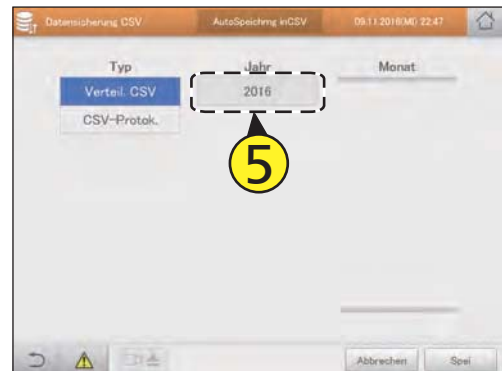 Datensicherung CSV AutoSpeichrng inCSV 09.11.2016(MI) 22:47
Typ Jahr Monat
Verteil. CSV 2016
CSV-Protok.
5
Abbrechen Spei